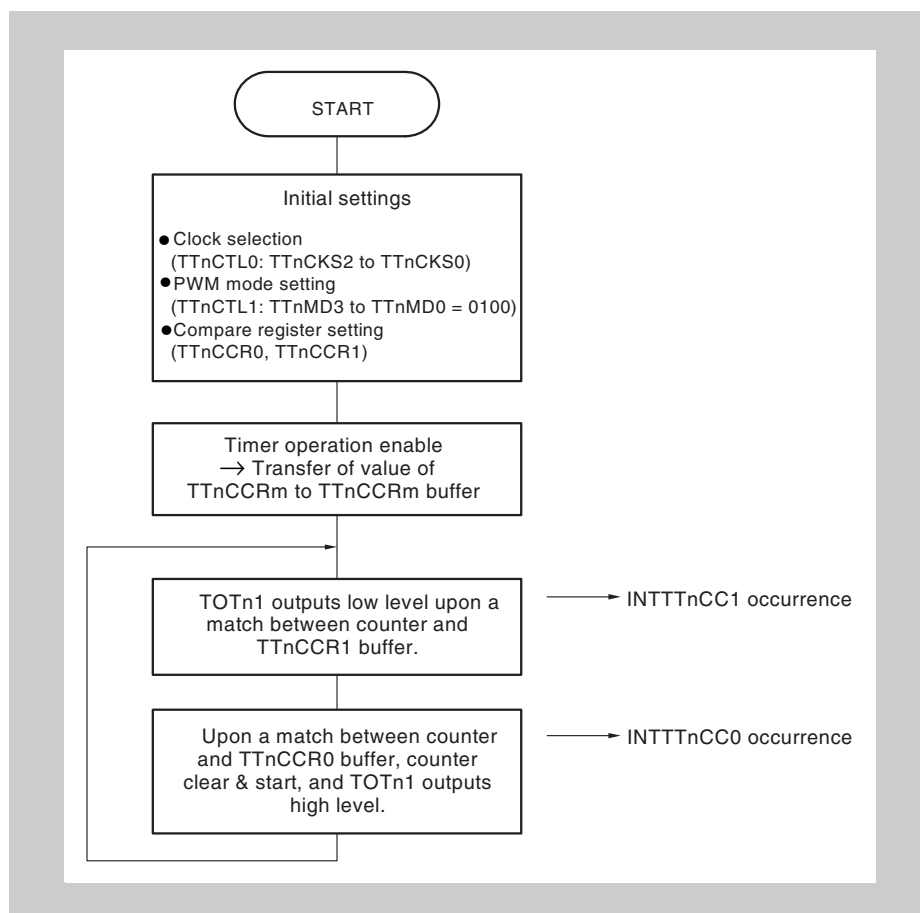 START
Initial settings
● Clock selection
(TTnCTL0: TTnCKS2 to TTnCKS0)
● PWM mode setting
(TTnCTL1: TTnMD3 to TTnMD0 = 0100)
● Compare register setting
(TTnCCR0, TTnCCR1)
Timer operation enable
→ Transfer of value of
TTnCCRm to TTnCCRm buffer
TOTn1 outputs low level upon a
match between counter and
TTnCCR1 buffer.
INTTTnCC1 occurrence
Upon a match between counter
and TTnCCR0 buffer, counter
clear & start, and TOTn1 outputs
high level.
INTTTnCC0 occurrence